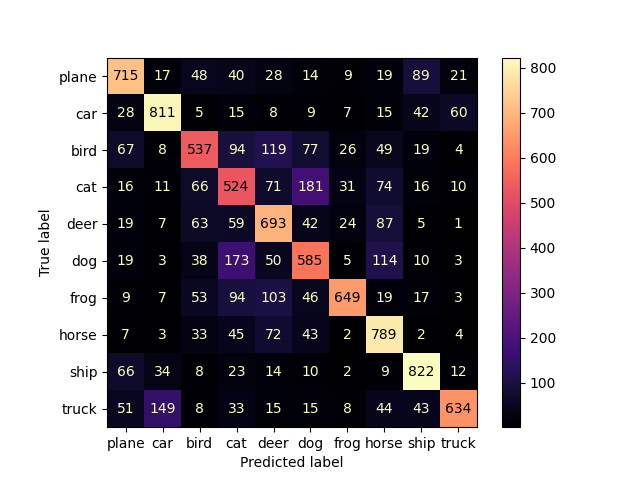 plane 715 17 48 40 28 14 9 19 89 21
car 28 811 5 15 8 9 7 15 42 60
bird 67 8 537 94 119 77 26 49 19 4
cat 16 11 66 524 71 181 31 74 16 10
deer 19 7 63 59 693 42 24 87 5 1
dog 19 3 38 173 50 585 5 114 10 3
frog 9 7 53 94 103 46 649 19 17 3
horse 7 3 33 45 72 43 2 789 2 4
ship 66 34 8 23 14 10 2 9 822 12
truck 51 149 8 33 15 15 8 44 43 634
plane car bird cat deer dog frog horse ship truck
Predicted label
True label
800
700
600
500
400
300
200
100